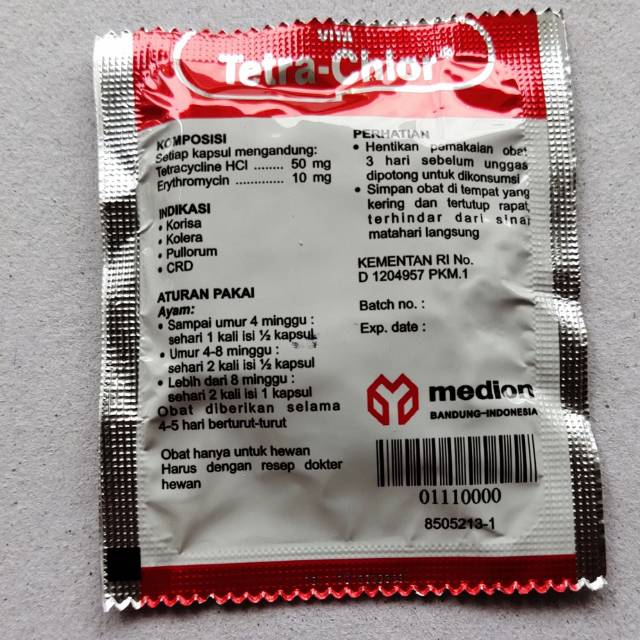 Tetra-Chlor®
KOMPOSISI
Setiap kapsul mengandung:
Tetracycline HCl ........ 50 mg
Erythromycin ............ 10 mg
INDIKASI
• Korisa
• Kolera
• Pullorum
• CRD
ATURAN PAKAI
Ayam:
• Sampai umur 4 minggu :
sehari 1 kali isi ½ kapsul
• Umur 4-8 minggu :
sehari 2 kali isi ½ kapsul
• Lebih dari 8 minggu :
sehari 2 kali isi 1 kapsul
Obat diberikan selama
4-5 hari berturut-turut
Obat hanya untuk hewan
Harus dengan resep dokter
hewan
PERHATIAN
• Hentikan pemakaian obat
3 hari sebelum unggas
dipotong untuk dikonsumsi
• Simpan obat di tempat yang
kering dan tertutup rapat,
terhindar dari sinar
matahari langsung
KEMENTAN RI No.
D 1204957 PKM.1
Batch no. :
Exp. date :
medion
BANDUNG-INDONESIA
01110000
8505213-1